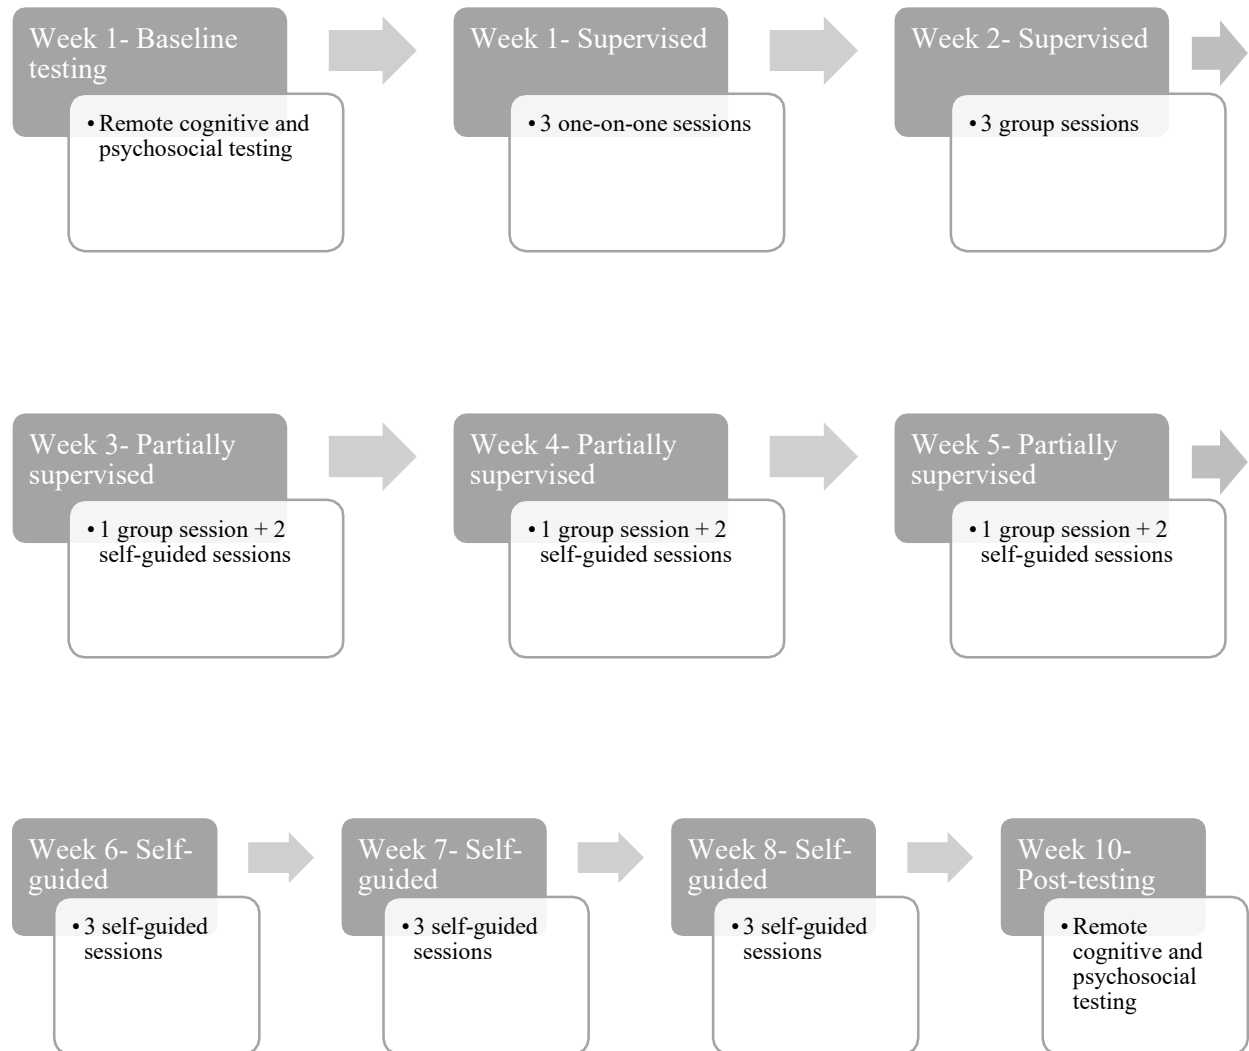 Week 1- Baseline
testing
• Remote cognitive and
psychosocial testing
Week 1- Supervised
• 3 one-on-one sessions
Week 2- Supervised
• 3 group sessions
Week 3- Partially
supervised
• 1 group session + 2
self-guided sessions
Week 4- Partially
supervised
• 1 group session + 2
self-guided sessions
Week 5- Partially
supervised
• 1 group session + 2
self-guided sessions
Week 6- Self-
guided
• 3 self-guided
sessions
Week 7- Self-
guided
• 3 self-guided
sessions
Week 8- Self-
guided
• 3 self-guided
sessions
Week 10-
Post-testing
• Remote
cognitive and
psychosocial
testing